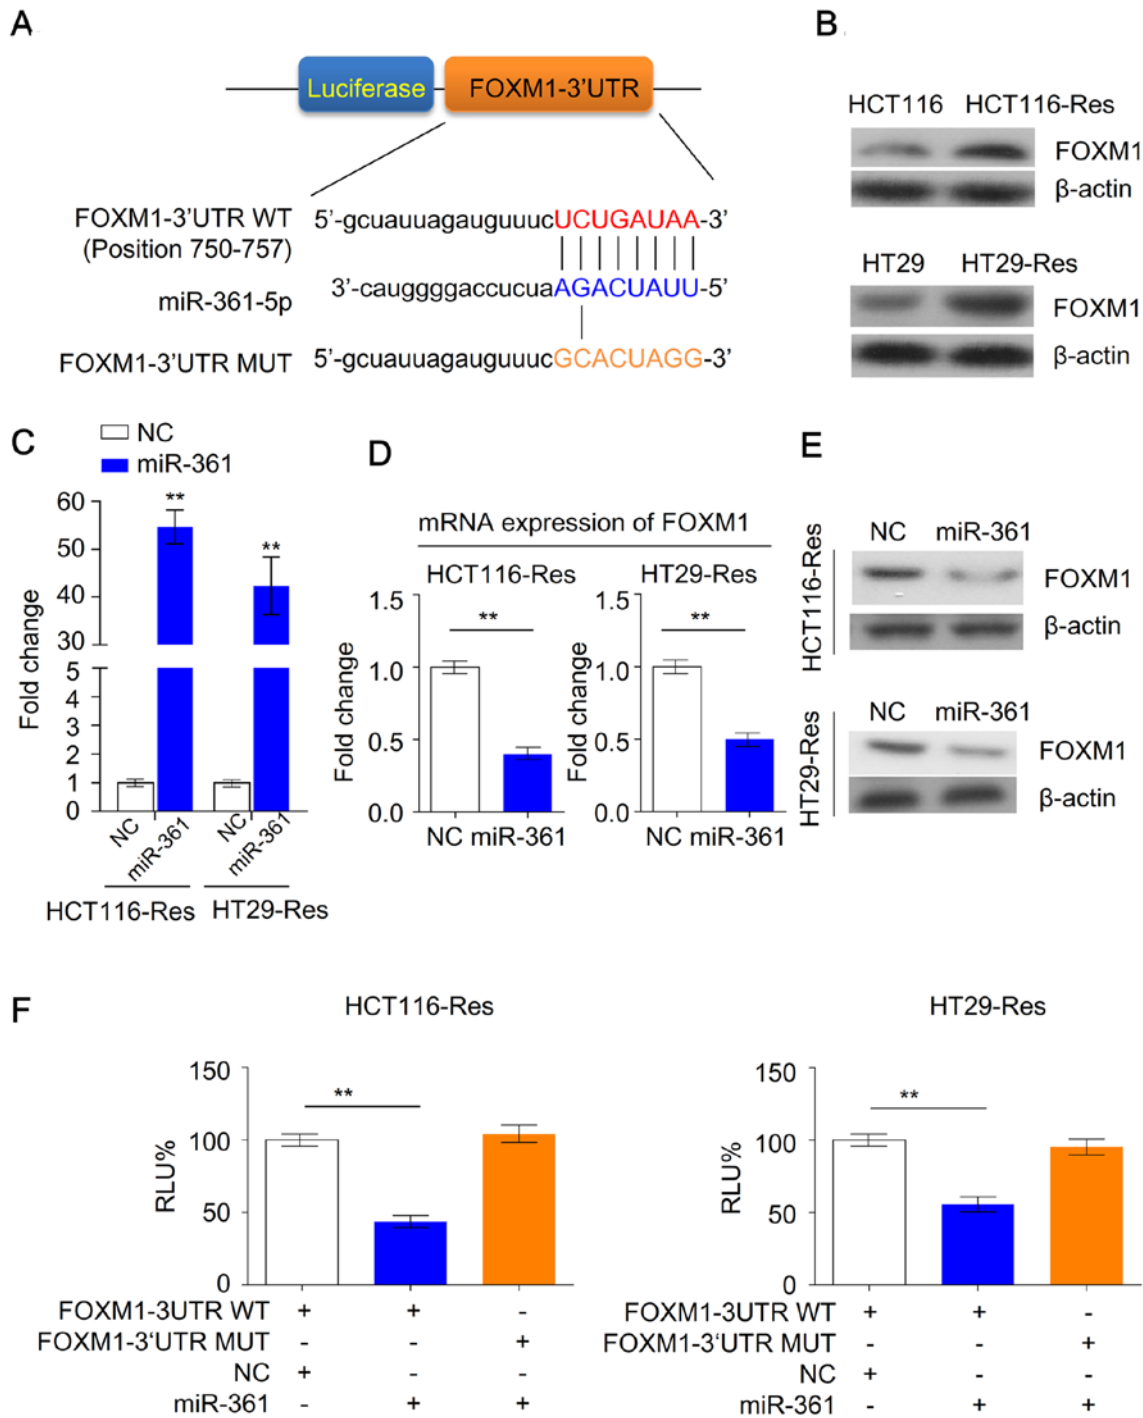 A
Luciferase FOXM1-3'UTR
FOXM1-3'UTR WT 5'-gcuauuagauguuucUCUGAUAA-3'
(Position 750-757)
miR-361-5p 3'-cauggggaccucuaAGACUAUU-5'
FOXM1-3'UTR MUT 5'-gcuauuagauguuucGCACUAGG-3'
B
HCT116 HCT116-Res
FOXM1
β-actin
HT29 HT29-Res
FOXM1
β-actin
C
NC
miR-361
Fold change
60
50
40
30
5
4
3
2
1
0
** **
NC miR-361 NC miR-361
HCT116-Res HT29-Res
D
mRNA expression of FOXM1
HCT116-Res
Fold change
1.5
1.0
0.5
0.0
**
NC miR-361
HT29-Res
Fold change
1.5
1.0
0.5
0.0
**
NC miR-361
E
HCT116-Res
NC miR-361
FOXM1
β-actin
HT29-Res
NC miR-361
FOXM1
β-actin
F
HCT116-Res
RLU%
150
100
50
0
**
FOXM1-3UTR WT + + -
FOXM1-3'UTR MUT - - +
NC + - -
miR-361 - + +
HT29-Res
RLU%
150
100
50
0
**
FOXM1-3UTR WT + + -
FOXM1-3'UTR MUT - - +
NC + - -
miR-361 - + +